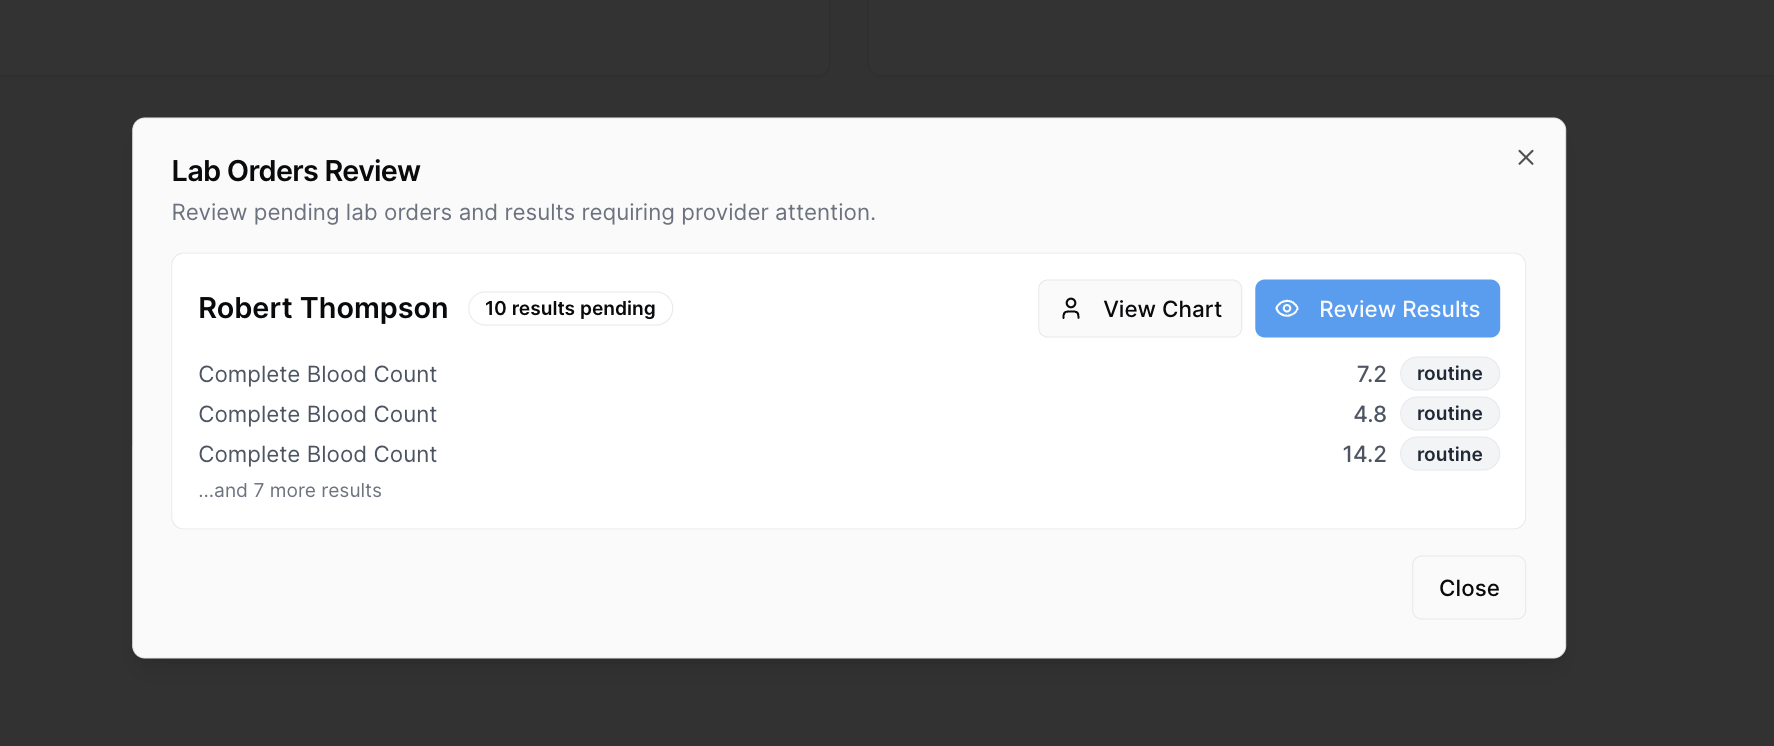 Lab Orders Review
Review pending lab orders and results requiring provider attention.
Robert Thompson 10 results pending View Chart Review Results
Complete Blood Count 7.2 routine
Complete Blood Count 4.8 routine
Complete Blood Count 14.2 routine
...and 7 more results
Close